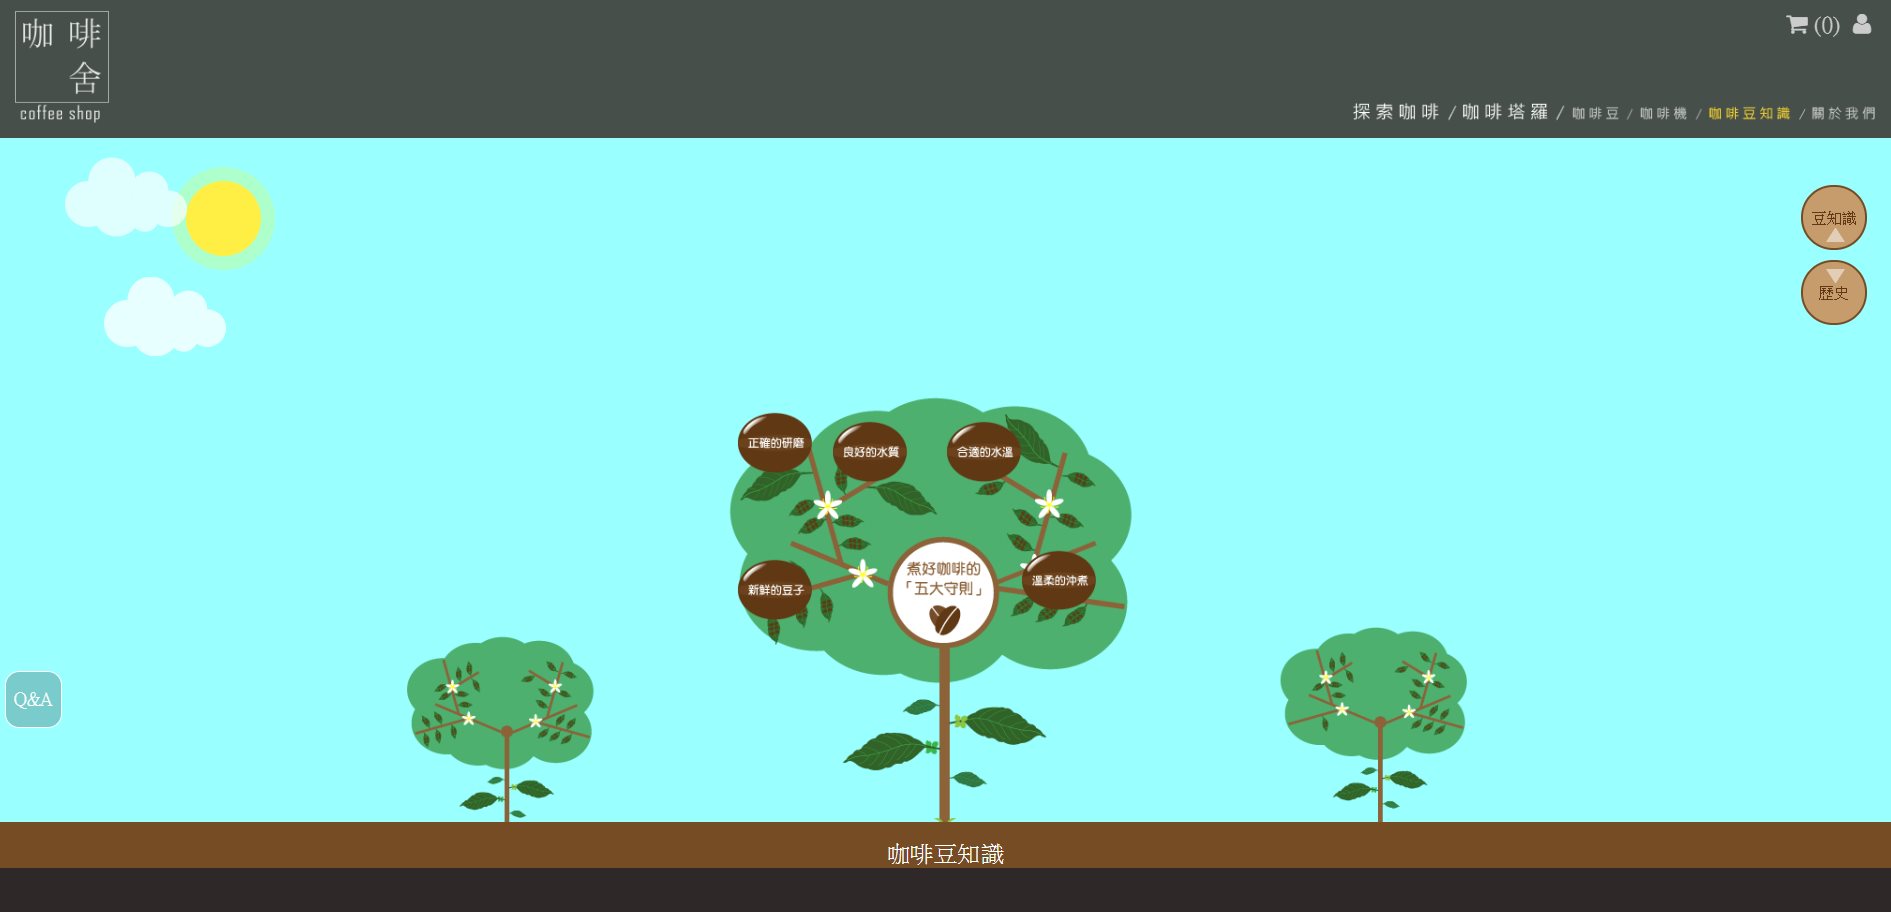 咖啡
舍
coffee shop
(0)
探索咖啡 / 咖啡塔羅 / 咖啡豆 / 咖啡機 / 咖啡豆知識 / 關於我們
豆知識
歷史
正確的研磨
良好的水質
合適的水溫
煮好咖啡的
「五大守則」
新鮮的豆子
溫柔的沖煮
Q&A
咖啡豆知識